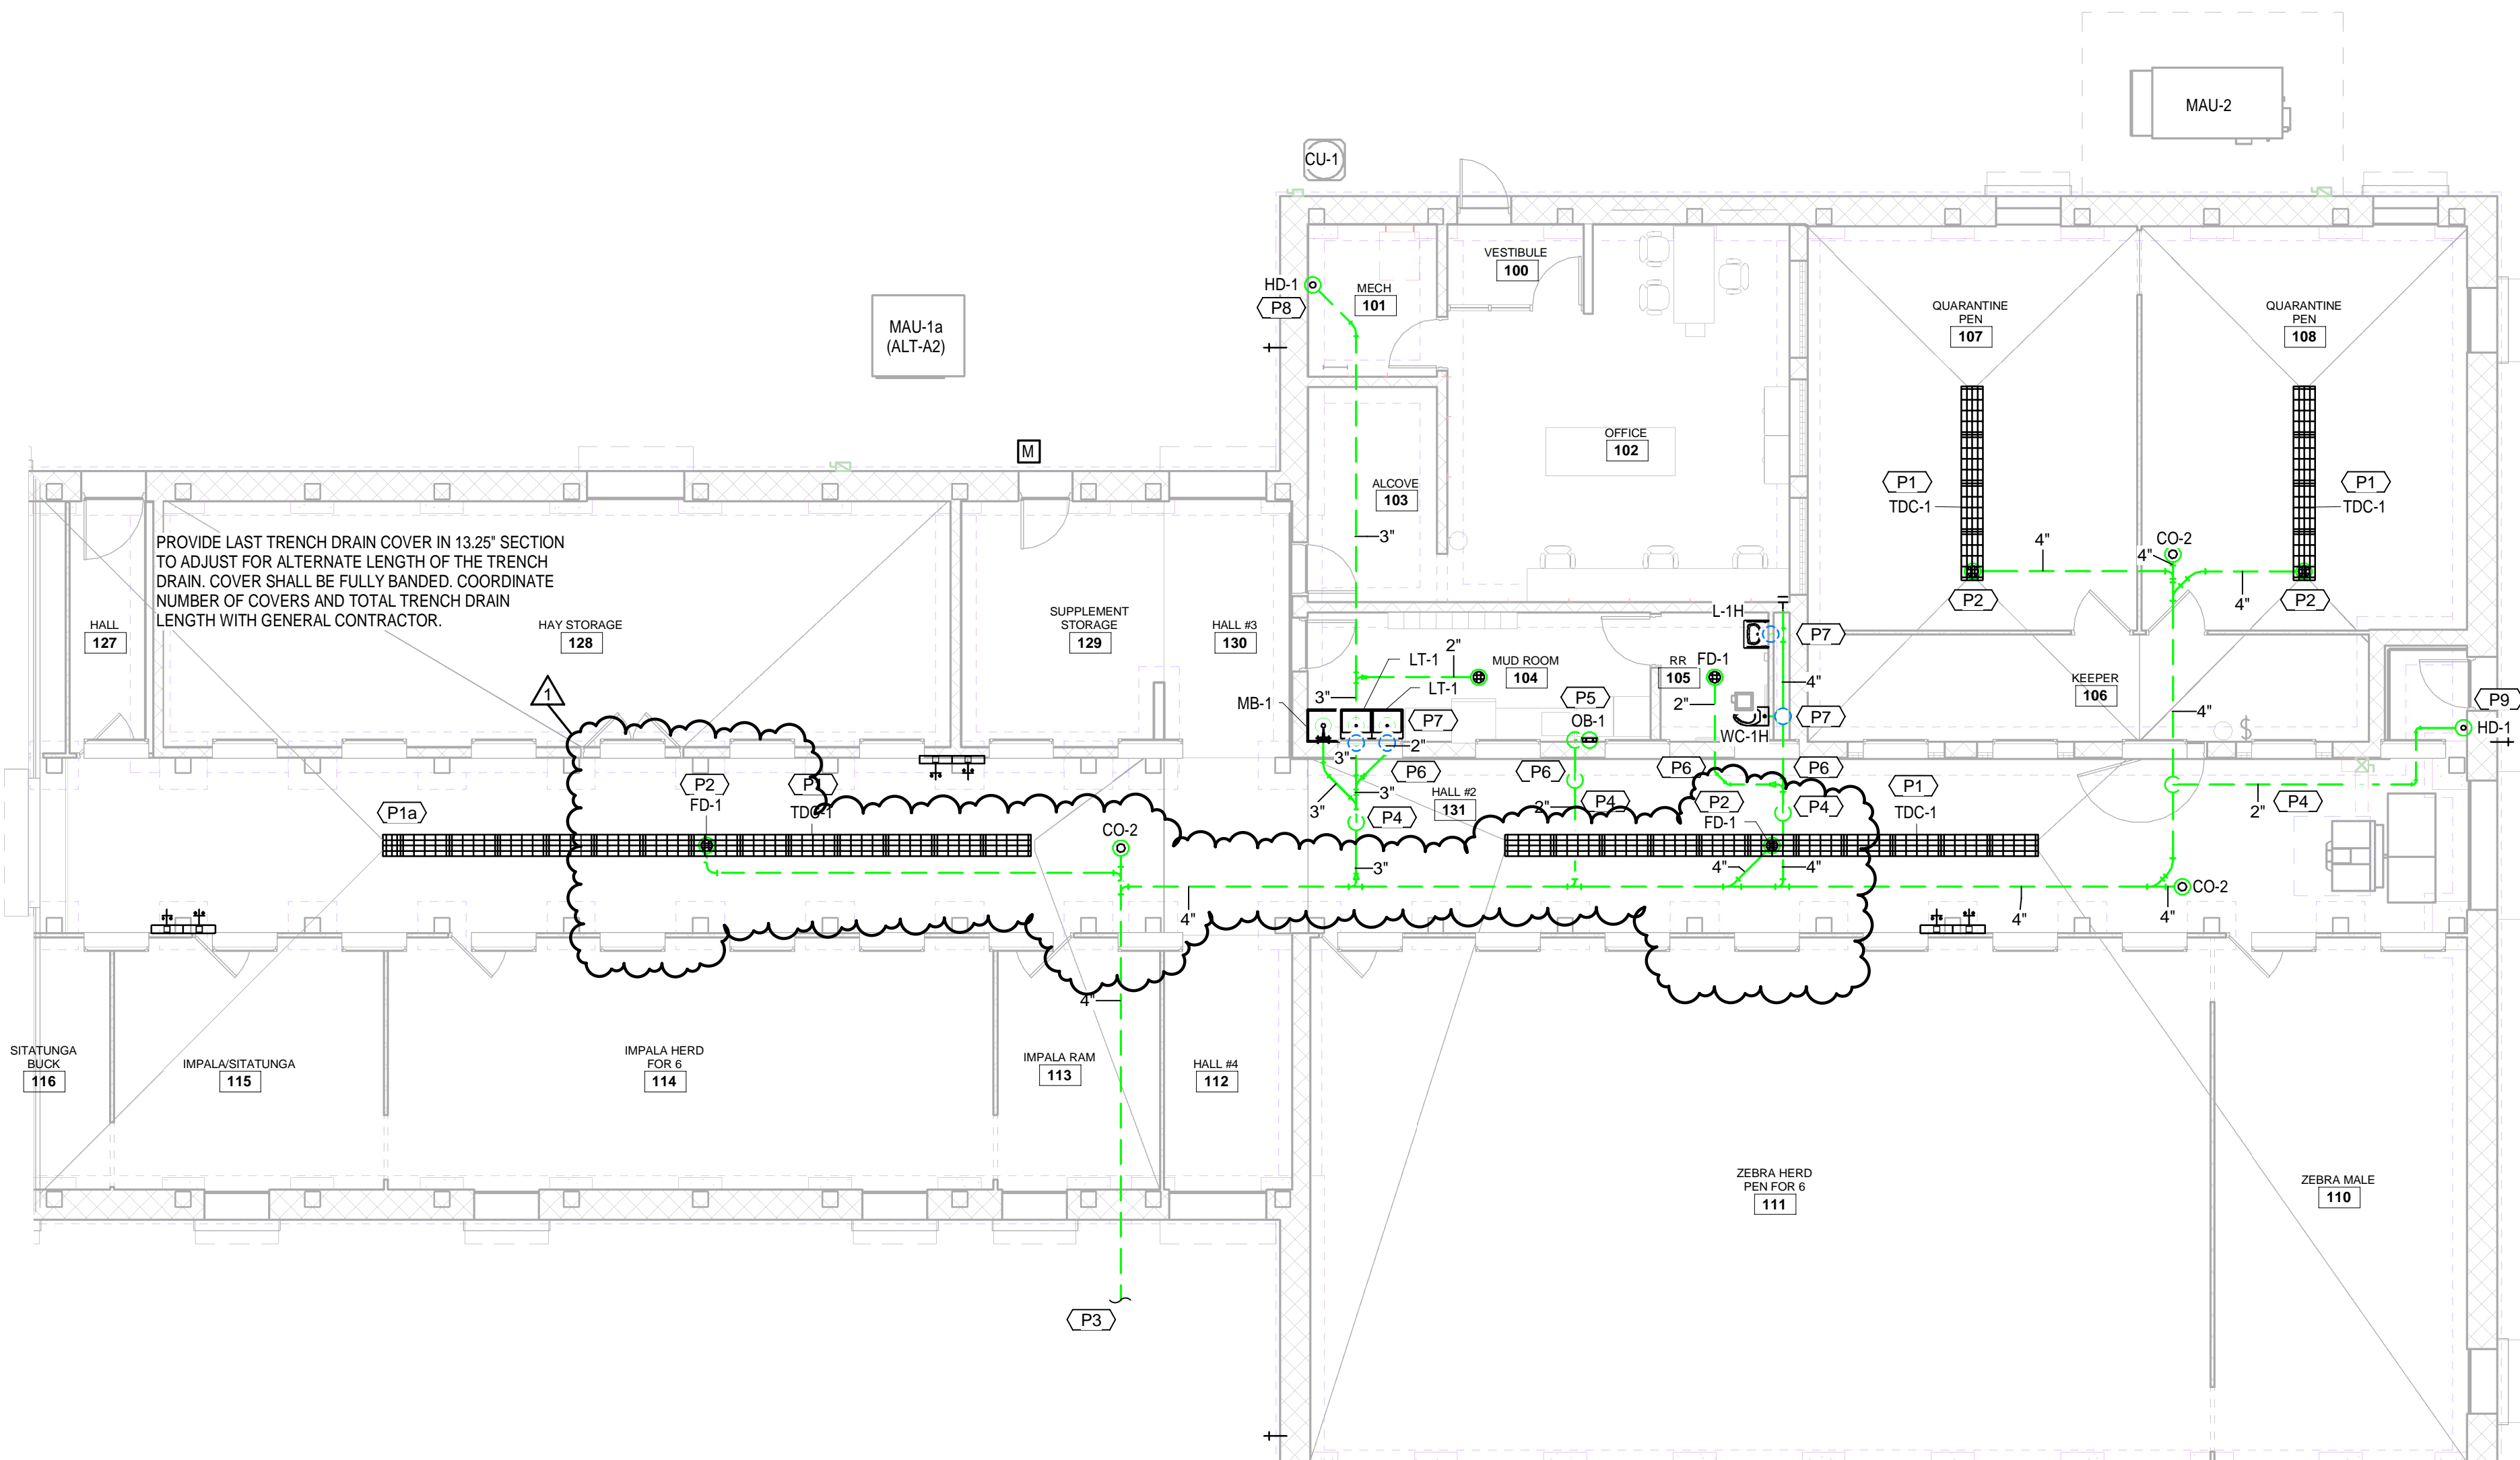 MAU-2
CU-1
VESTIBULE
100
HD-1
P8
MECH
101
MAU-1a
(ALT-A2)
QUARANTINE
PEN
107
QUARANTINE
PEN
108
OFFICE
102
M
ALCOVE
103
P1
TDC-1
P1
TDC-1
3"
4"
4"
CO-2
4"
P2
P2
PROVIDE LAST TRENCH DRAIN COVER IN 13.25" SECTION
TO ADJUST FOR ALTERNATE LENGTH OF THE TRENCH
DRAIN. COVER SHALL BE FULLY BANDED. COORDINATE
NUMBER OF COVERS AND TOTAL TRENCH DRAIN
LENGTH WITH GENERAL CONTRACTOR.
HALL
127
HAY STORAGE
128
SUPPLEMENT
STORAGE
129
HALL #3
130
L-1H
P7
2"
LT-1
LT-1
MUD ROOM
104
RR
105
FD-1
4"
KEEPER
106
1
MB-1
3"
P7
P5
OB-1
2"
P7
WC-1H
4"
P9
HD-1
2"
3"
P6
P6
P6
P6
P2
FD-1
P1
TDC-1
3"
3"
HALL #2
131
2"
P4
P2
FD-1
P4
P1
TDC-1
2"
P4
P1a
P4
CO-2
3"
4"
4"
4"
4"
4"
CO-2
4"
SITATUNGA
BUCK
116
IMPALA/SITATUNGA
115
IMPALA HERD
FOR 6
114
IMPALA RAM
113
HALL #4
112
ZEBRA HERD
PEN FOR 6
111
ZEBRA MALE
110
P3